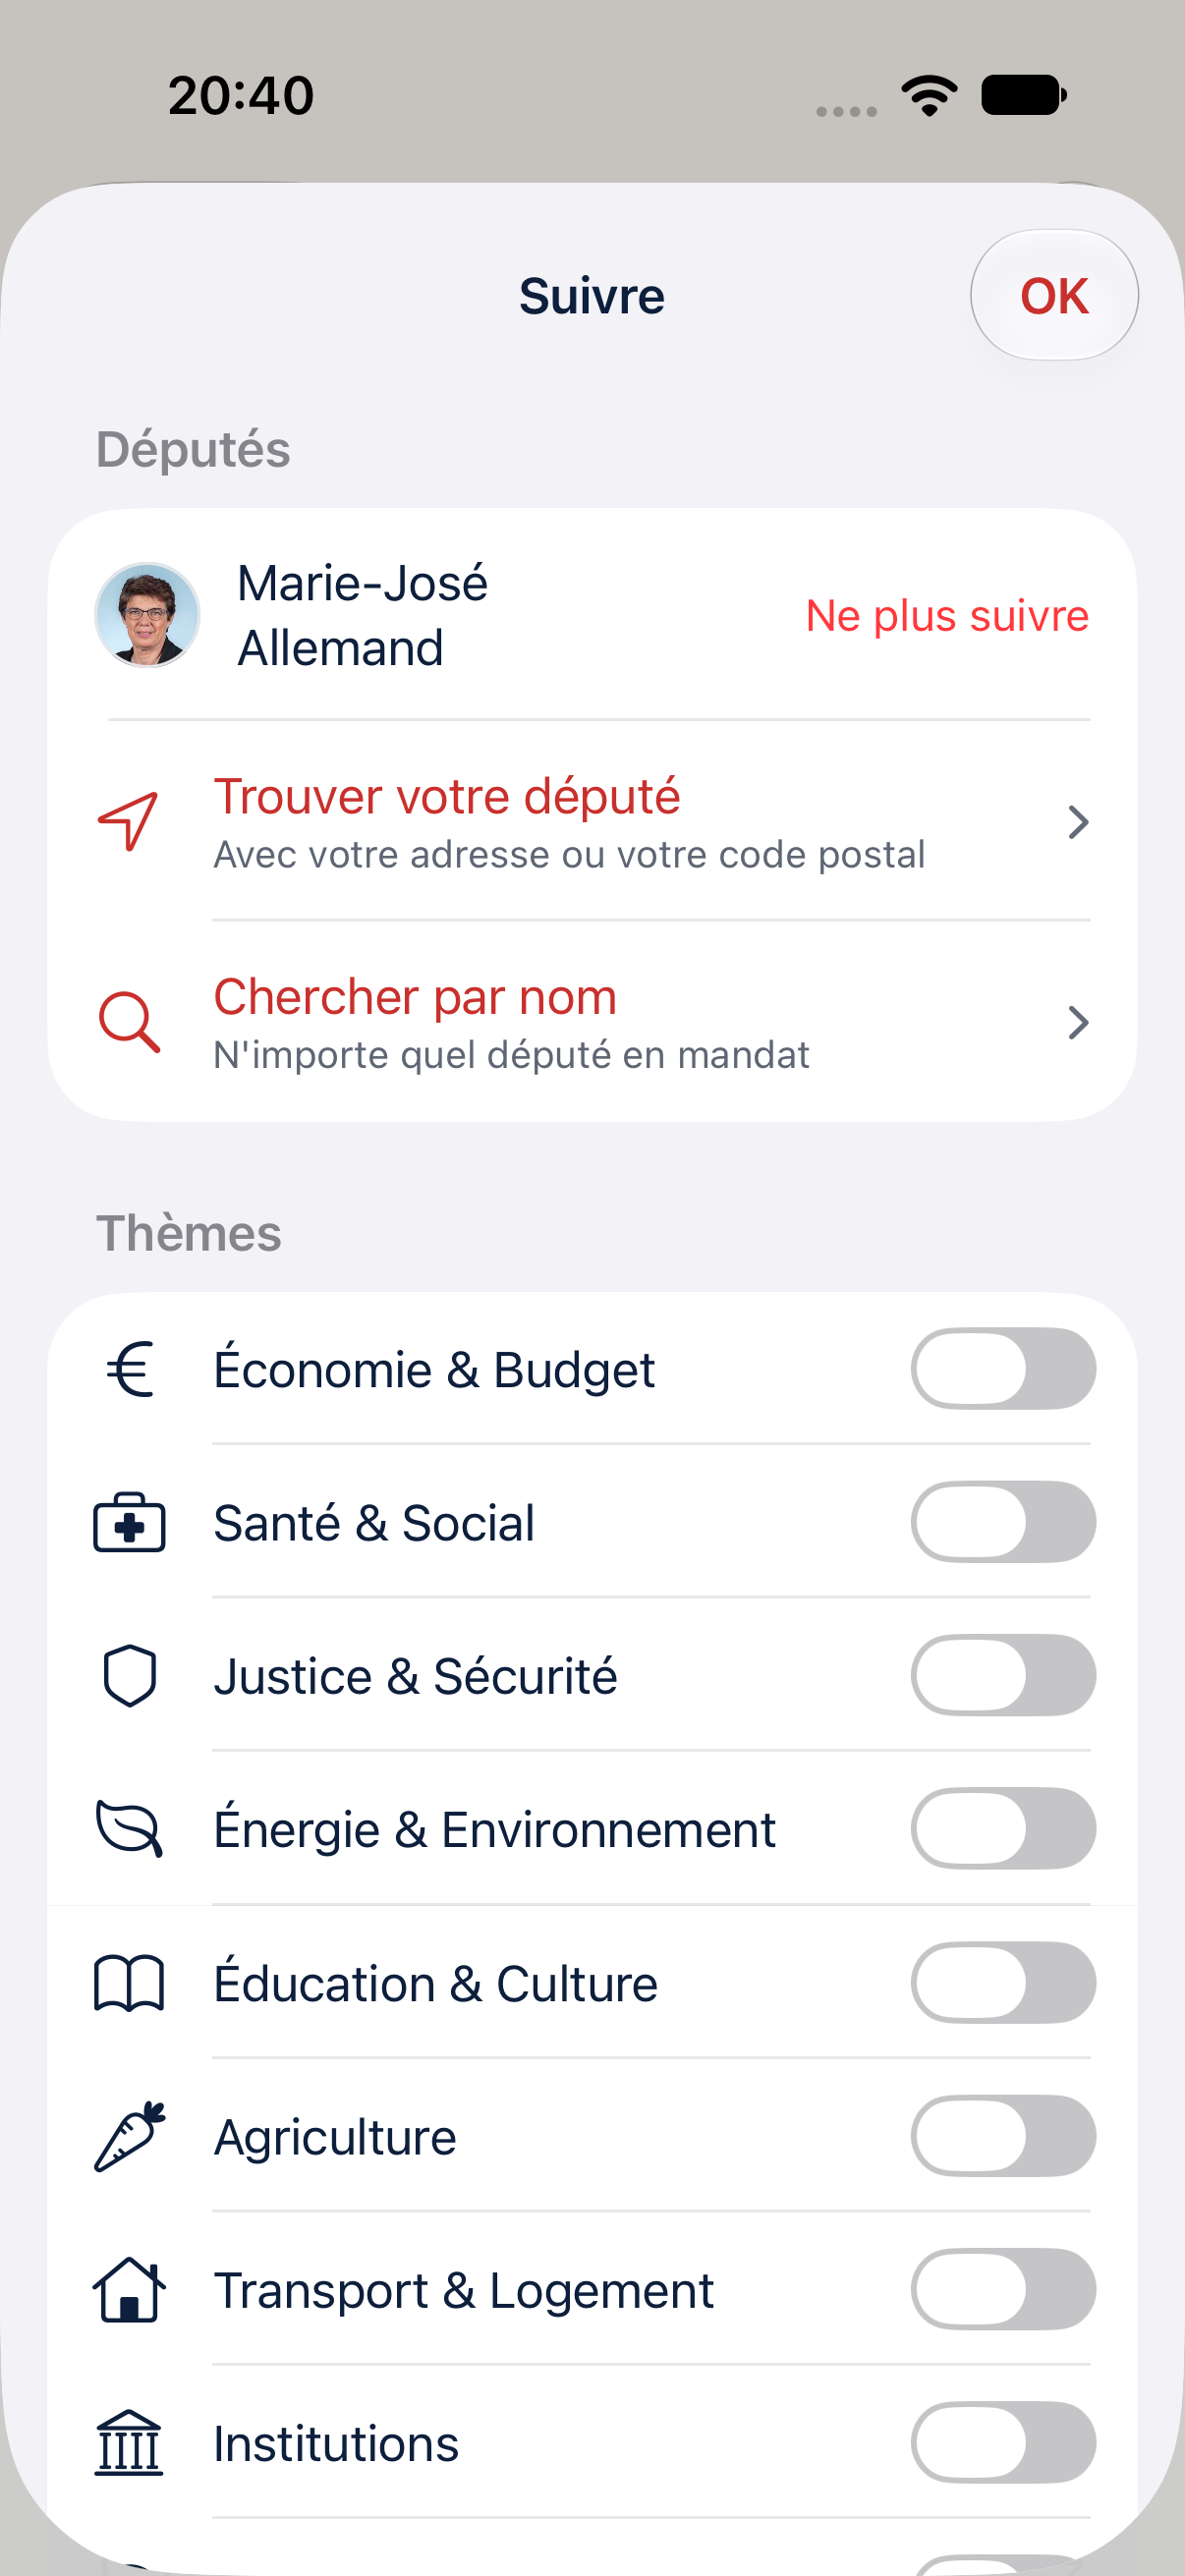 20:40
Suivre
OK
Députés
Marie-José
Allemand
Ne plus suivre
Trouver votre député
Avec votre adresse ou votre code postal
Chercher par nom
N'importe quel député en mandat
Thèmes
Économie & Budget
Santé & Social
Justice & Sécurité
Énergie & Environnement
Éducation & Culture
Agriculture
Transport & Logement
Institutions